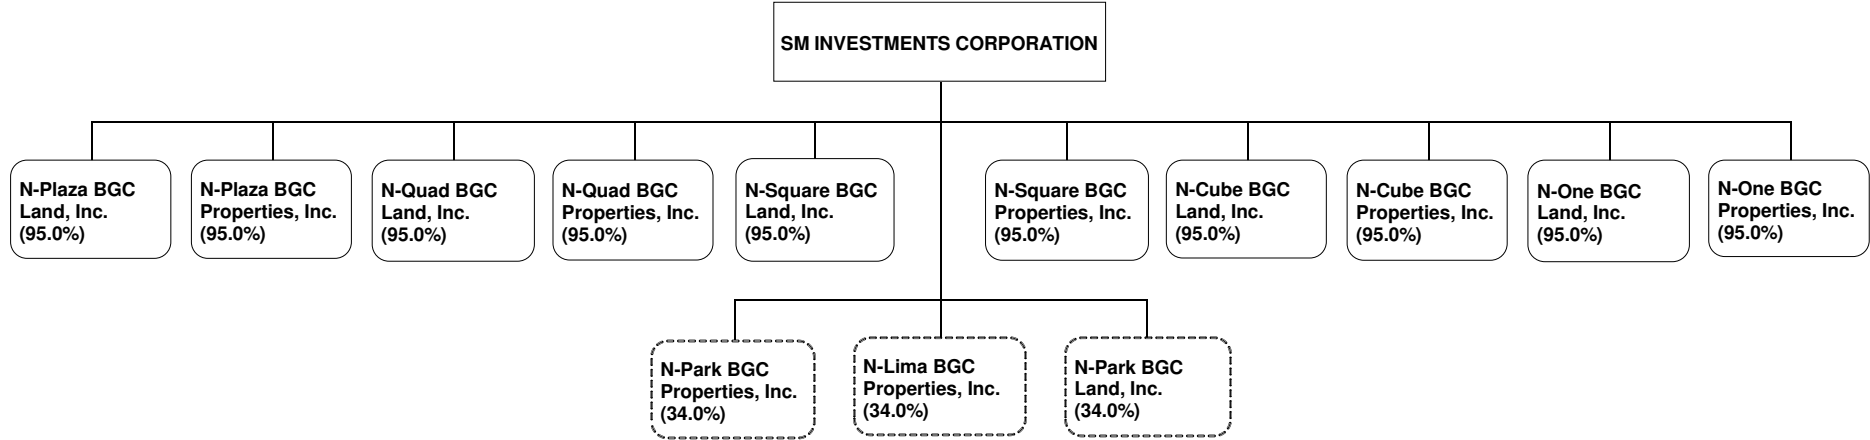 SM INVESTMENTS CORPORATION
N-Plaza BGC
Land, Inc.
(95.0%)
N-Plaza BGC
Properties, Inc.
(95.0%)
N-Quad BGC
Land, Inc.
(95.0%)
N-Quad BGC
Properties, Inc.
(95.0%)
N-Square BGC
Land, Inc.
(95.0%)
N-Square BGC
Properties, Inc.
(95.0%)
N-Cube BGC
Land, Inc.
(95.0%)
N-Cube BGC
Properties, Inc.
(95.0%)
N-One BGC
Land, Inc.
(95.0%)
N-One BGC
Properties, Inc.
(95.0%)
N-Park BGC
Properties, Inc.
(34.0%)
N-Lima BGC
Properties, Inc.
(34.0%)
N-Park BGC
Land, Inc.
(34.0%)